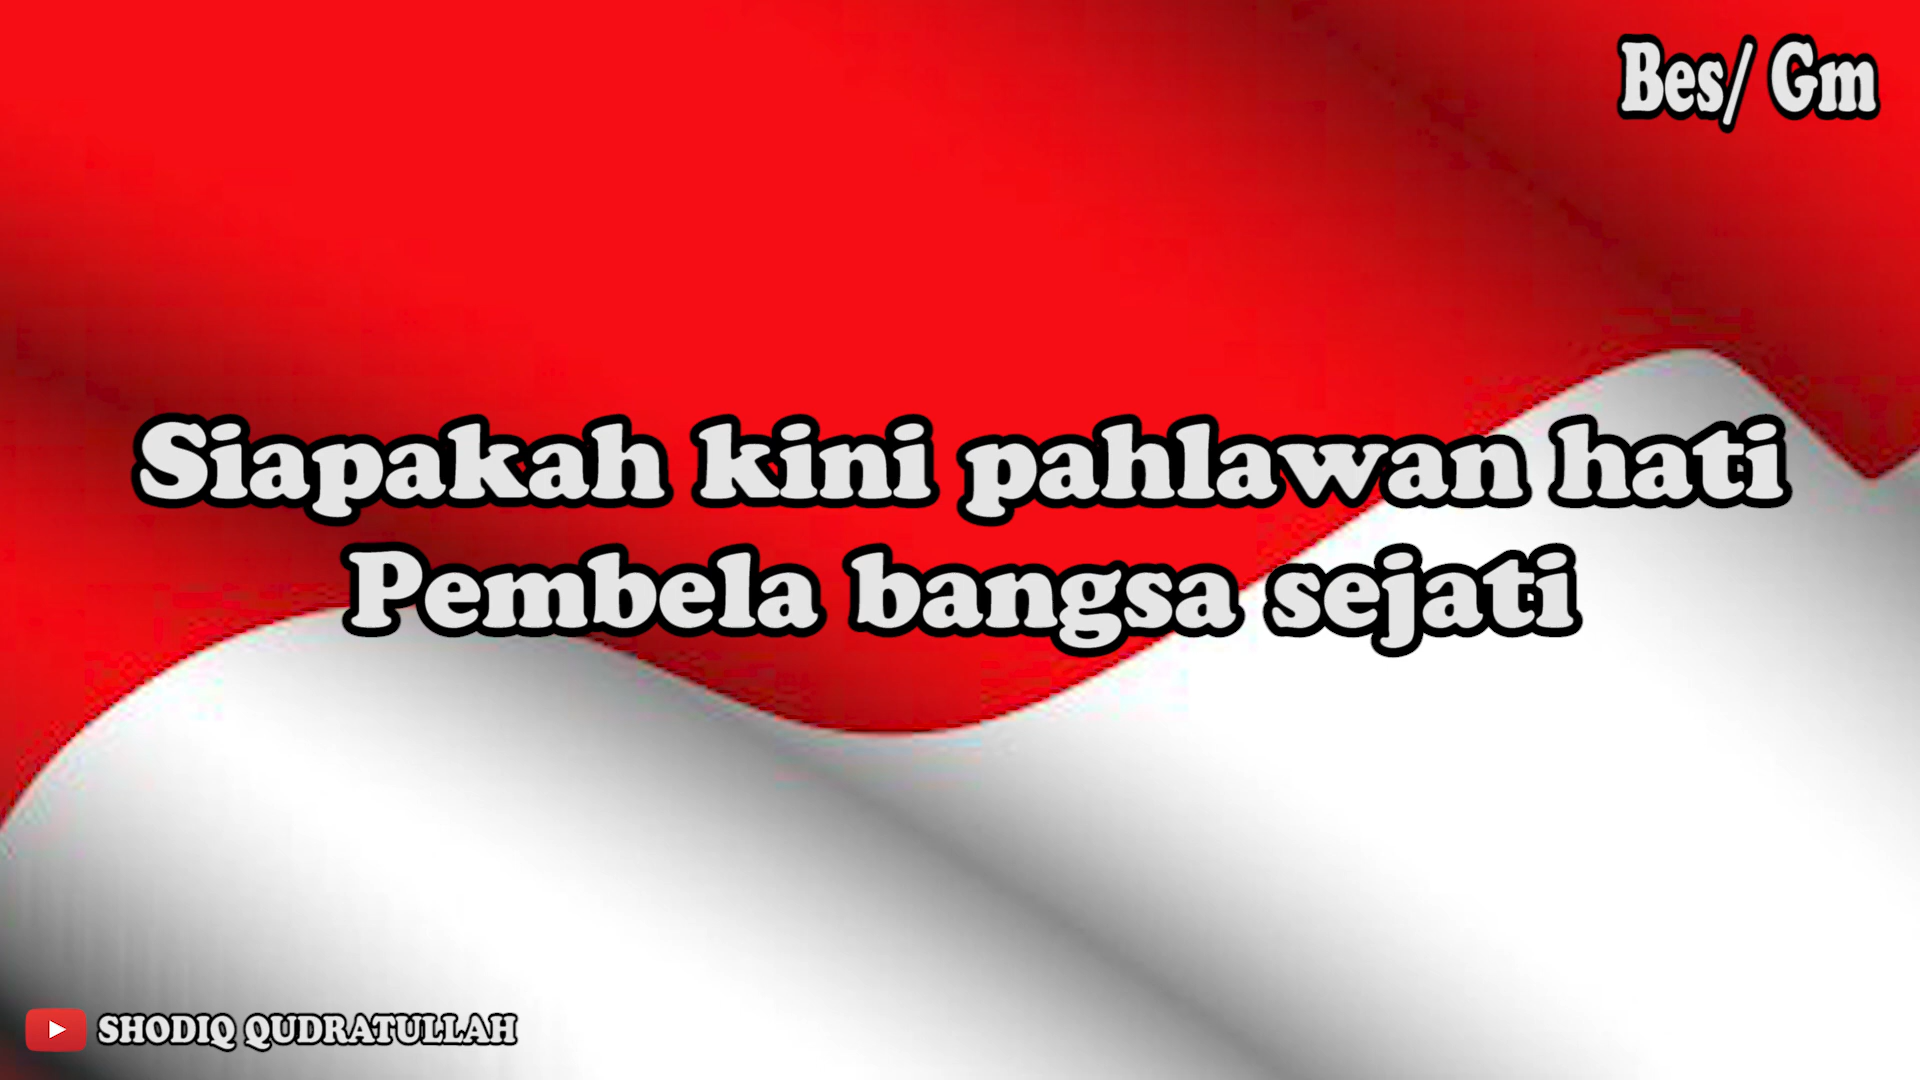 Bes/ Gm
Siapakah kini pahlawan hati
Pembela bangsa sejati
SHODIQ QUDRATULLAH